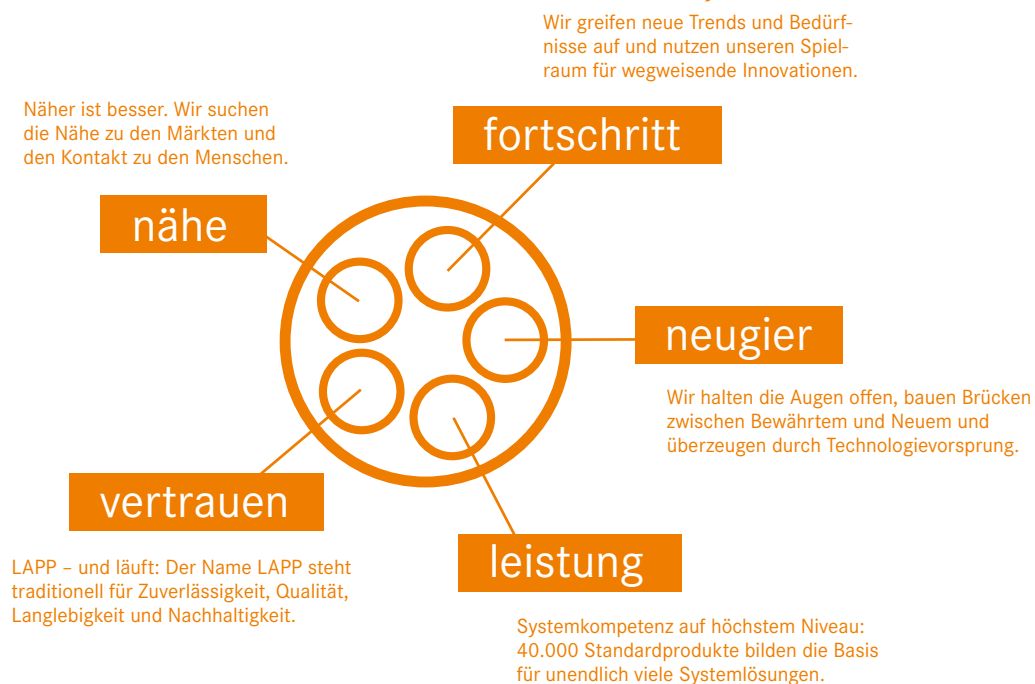 Wir greifen neue Trends und Bedürf-
nisse auf und nutzen unseren Spiel-
raum für wegweisende Innovationen.
fortschritt
Näher ist besser. Wir suchen
die Nähe zu den Märkten und
den Kontakt zu den Menschen.
nähe
neugier
Wir halten die Augen offen, bauen Brücken
zwischen Bewährtem und Neuem und
überzeugen durch Technologievorsprung.
vertrauen
LAPP – und läuft: Der Name LAPP steht
traditionell für Zuverlässigkeit, Qualität,
Langlebigkeit und Nachhaltigkeit.
leistung
Systemkompetenz auf höchstem Niveau:
40.000 Standardprodukte bilden die Basis
für unendlich viele Systemlösungen.